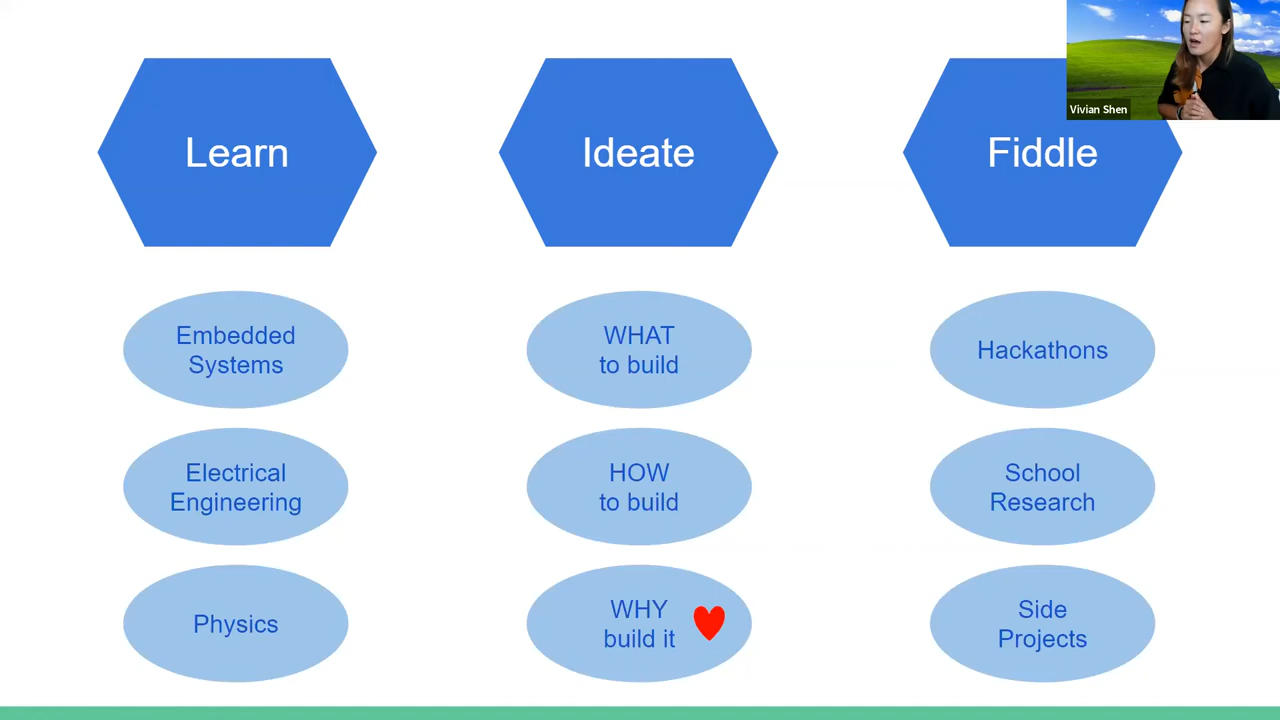 Learn
Ideate
Fiddle
Vivian Shen
Embedded
Systems
WHAT
to build
Hackathons
Electrical
Engineering
HOW
to build
School
Research
Physics
WHY
build it
Side
Projects